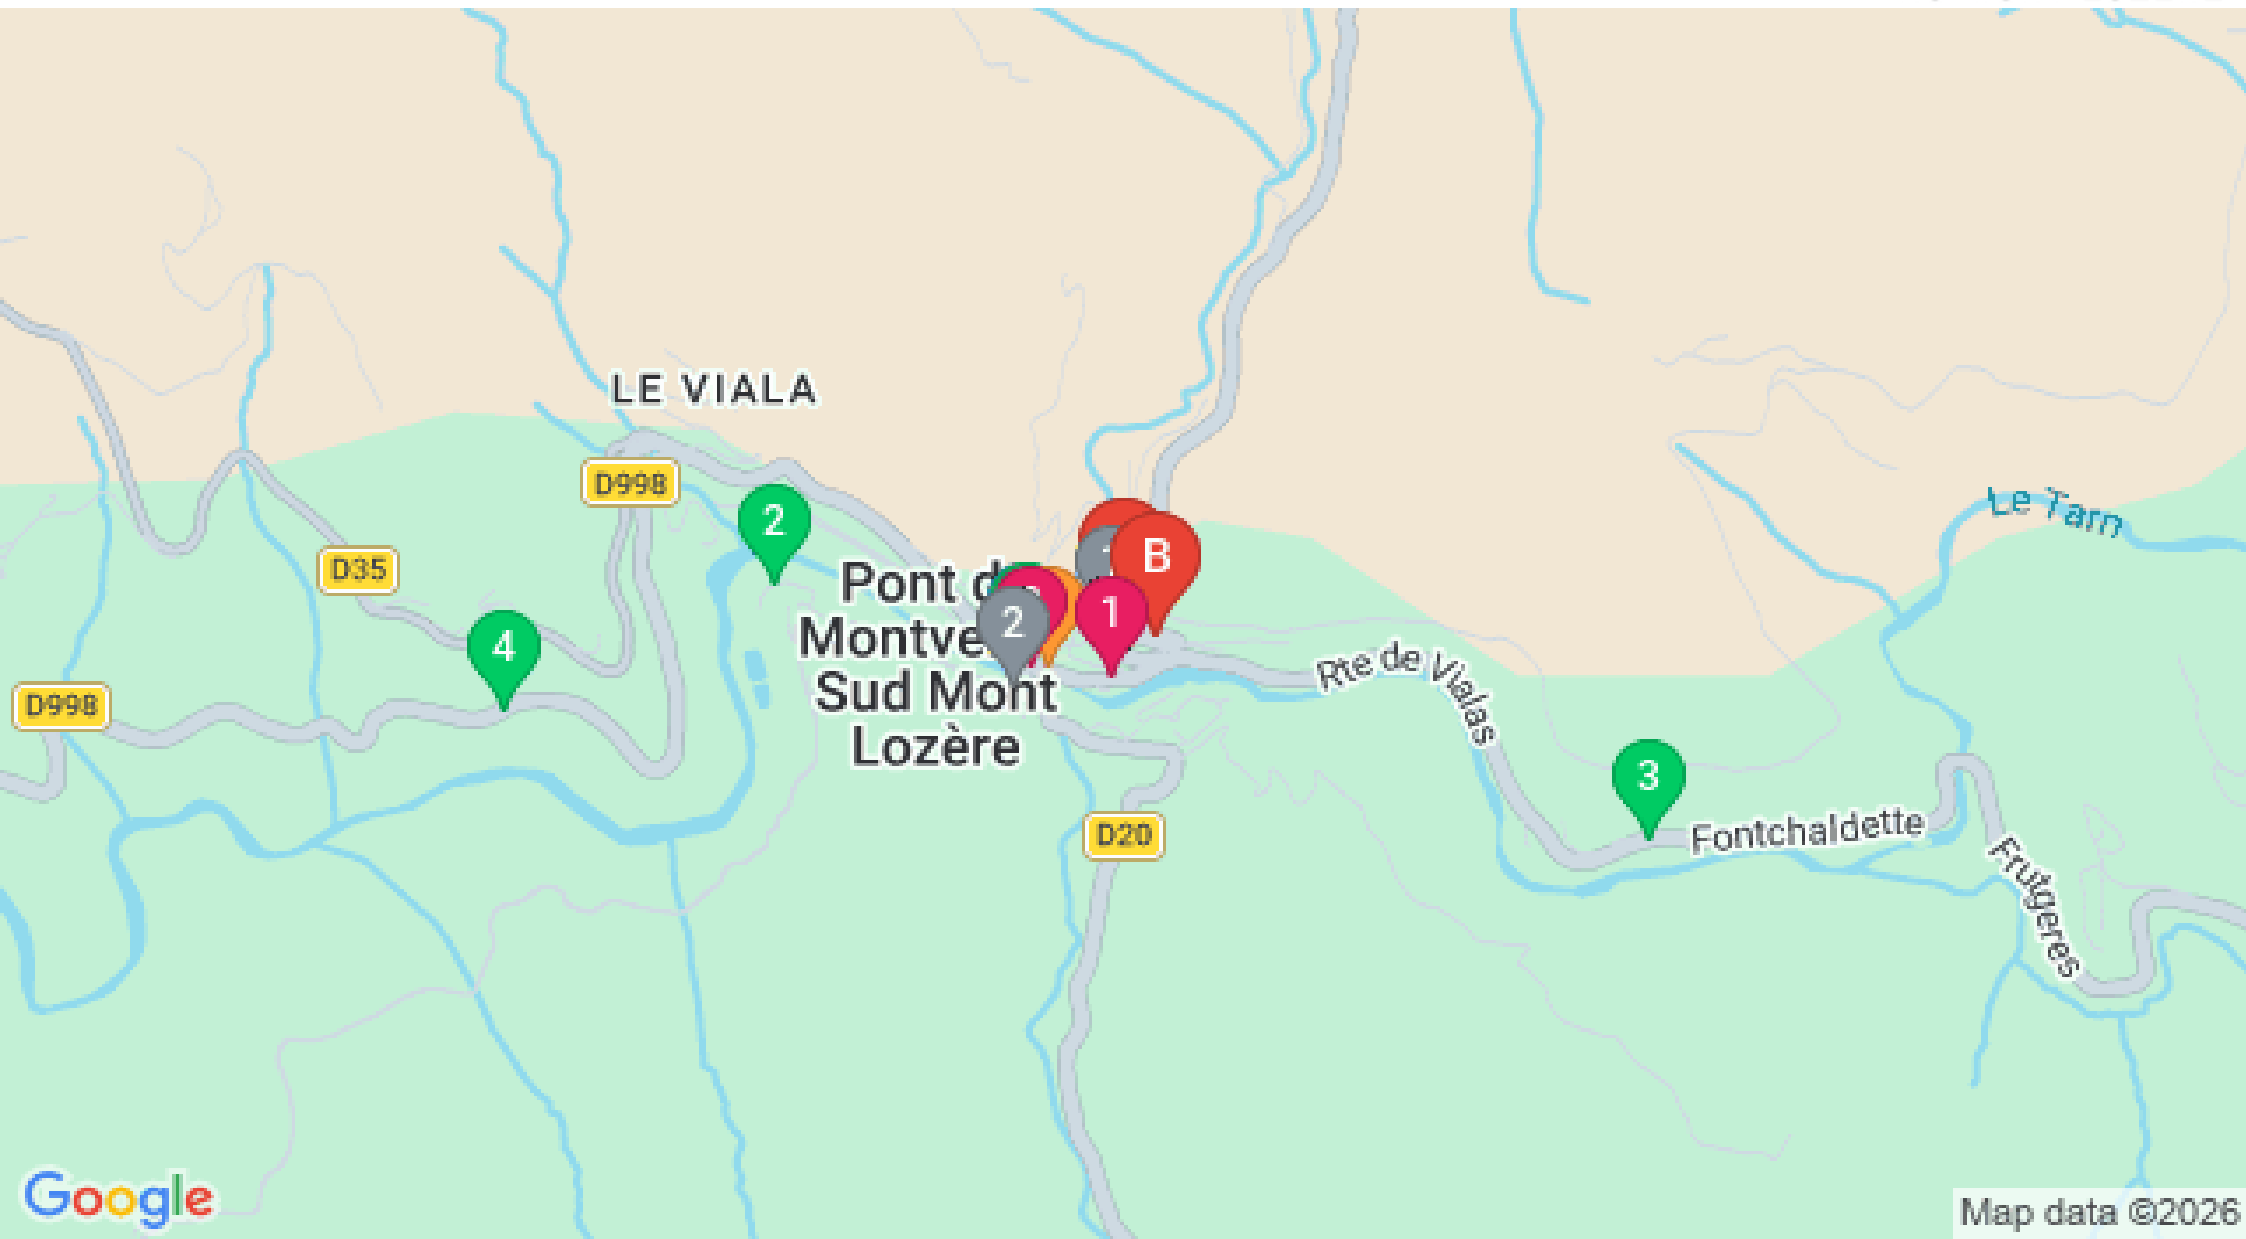 LE VIALA
D998
2
D35
B
Pont d
1
2
Montve
4
Sud Mont
Lozère
D998
Rte de Vialas
Le Tarn
3
D20
Fontchaldette
Frutgeres
Google
Map data ©2026